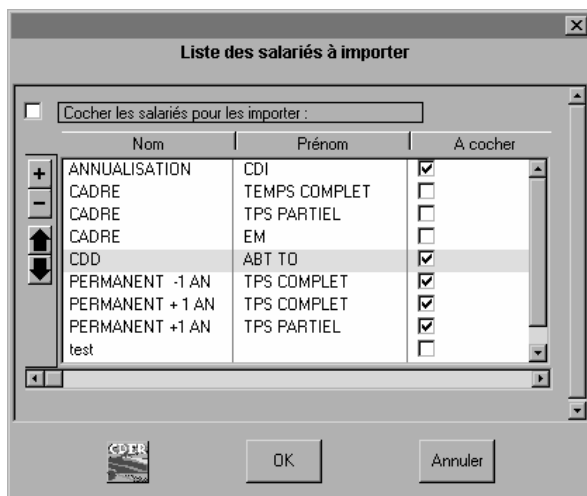 Liste des salariés à importer
Cocher les salariés pour les importer :
Nom Prénom A cocher
ANNUALISATION CDI
CADRE TEMPS COMPLET
CADRE TPS PARTIEL
CADRE EM
CDD ABT TO
PERMANENT -1 AN TPS COMPLET
PERMANENT + 1 AN TPS COMPLET
PERMANENT +1 AN TPS PARTIEL
test
CDER OK Annuler